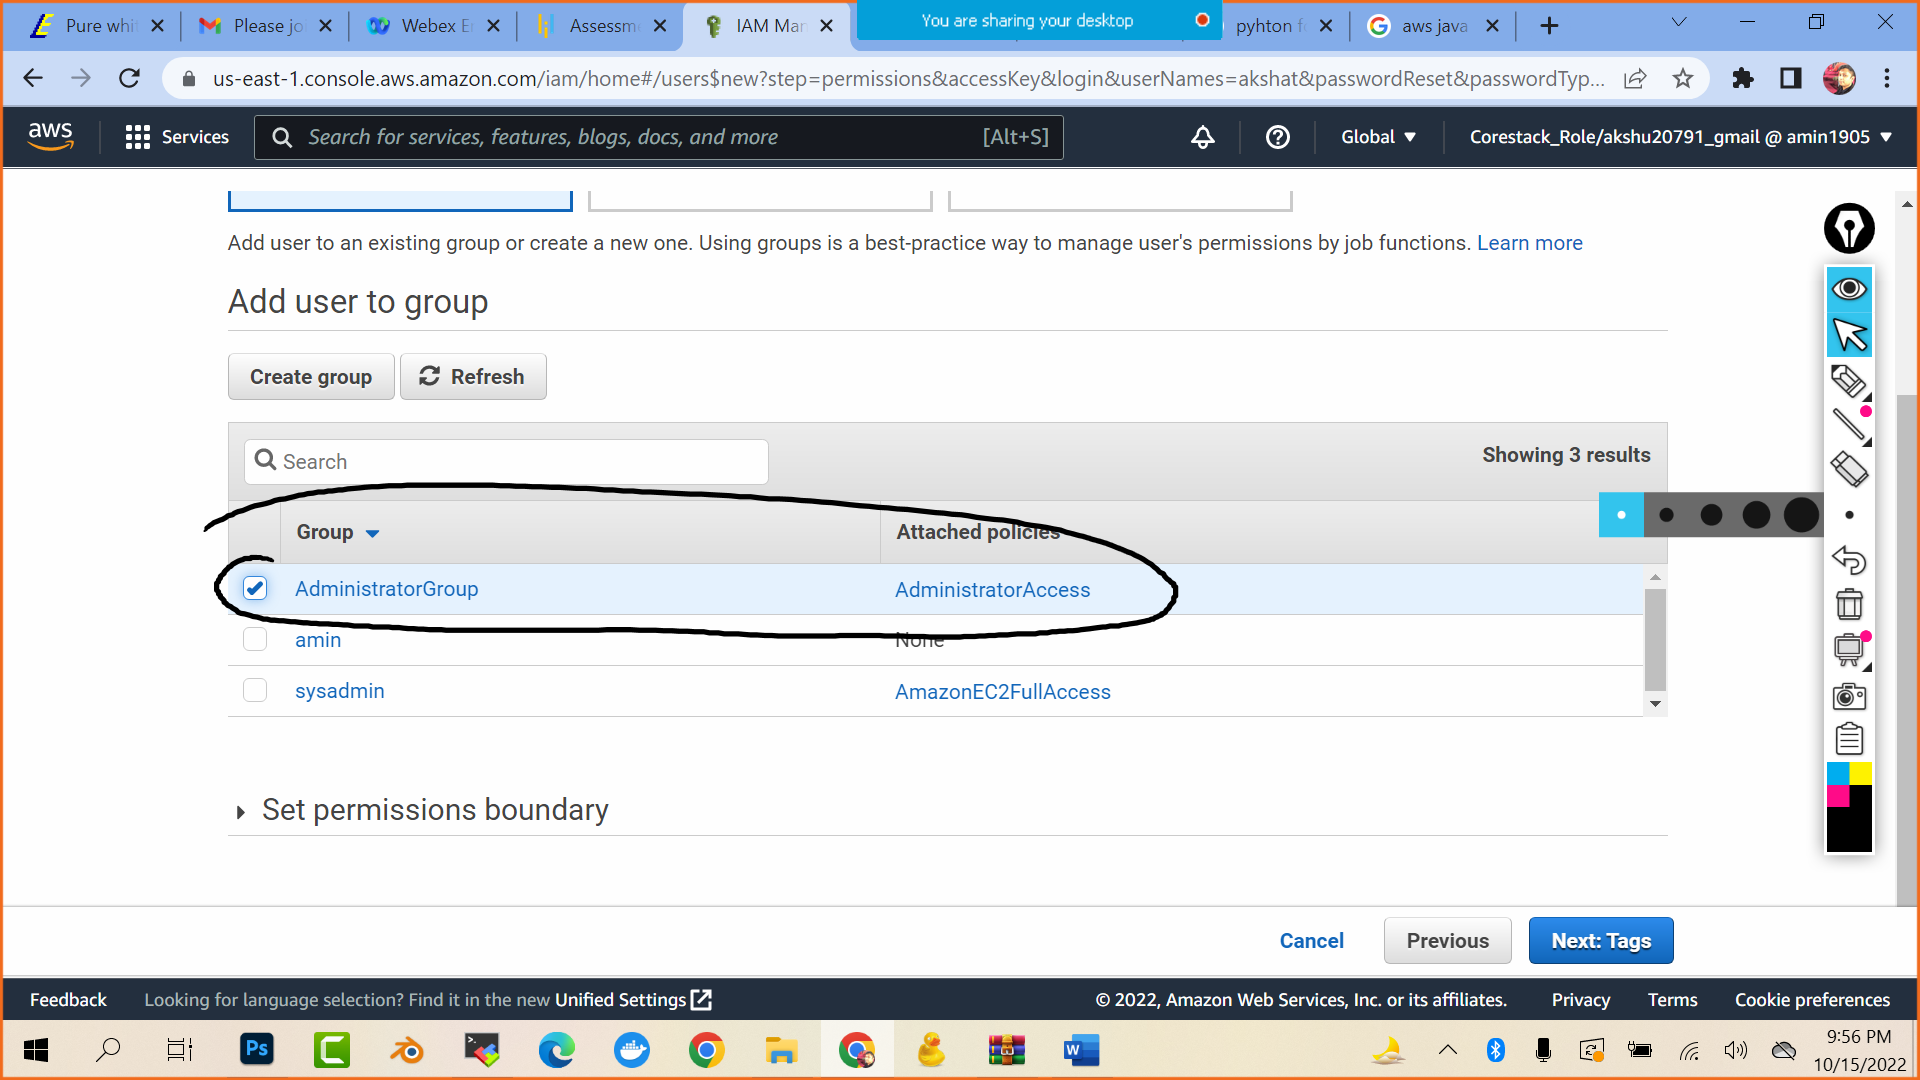 Pure whi
Please jo
Webex E
Assessm
IAM Mar
You are sharing your desktop
pyhton f
aws java
us-east-1.console.aws.amazon.com/iam/home#/users$new?step=permissions&accessKey&login&userNames=akshat&passwordReset&passwordTyp...
aws
Services
Search for services, features, blogs, docs, and more
[Alt+S]
Global
Corestack_Role/akshu20791_gmail @ amin1905
Add user to an existing group or create a new one. Using groups is a best-practice way to manage user's permissions by job functions. Learn more
Add user to group
Create group
Refresh
Search
Showing 3 results
Group
Attached policies
AdministratorGroup
AdministratorAccess
amin
None
sysadmin
AmazonEC2FullAccess
Set permissions boundary
Cancel
Previous
Next: Tags
Feedback
Looking for language selection? Find it in the new Unified Settings
© 2022, Amazon Web Services, Inc. or its affiliates.
Privacy
Terms
Cookie preferences
Ps
C
W
9:56 PM
10/15/2022